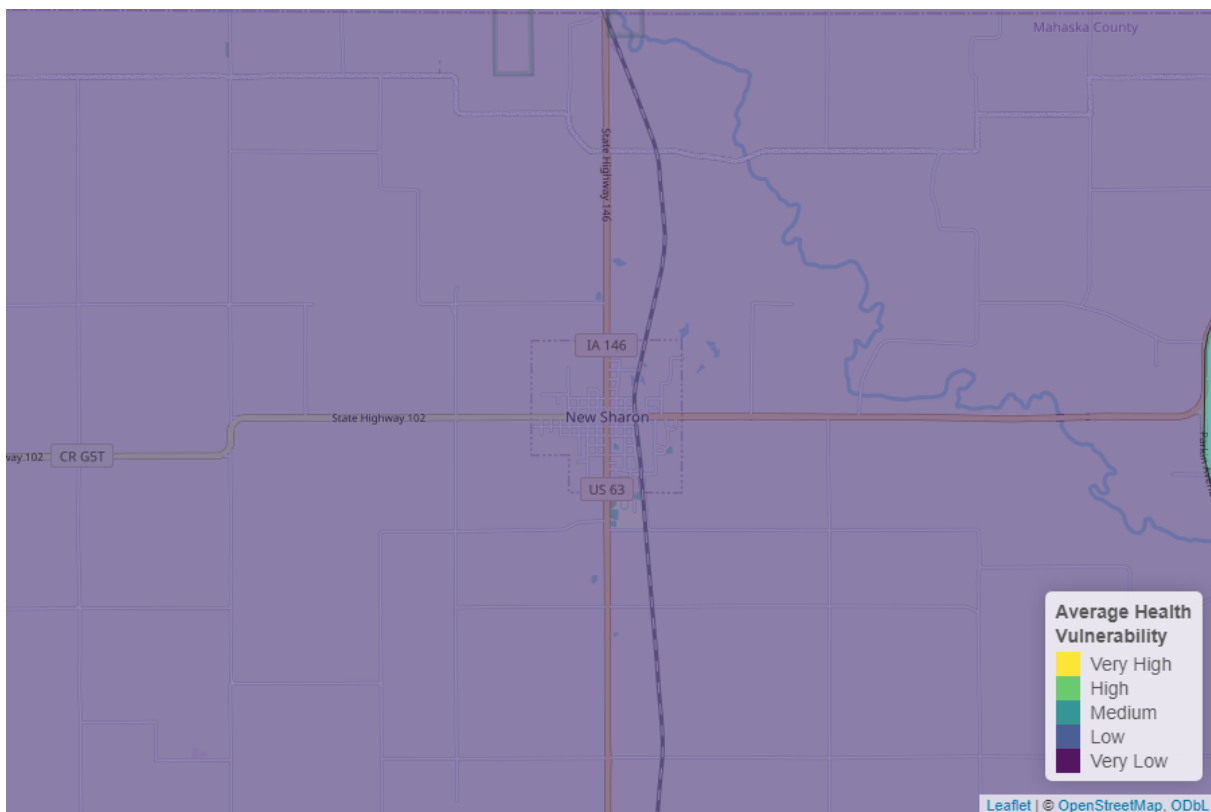 Mahaska County
State Highway 146
IA 146
State Highway 102
New Sharon
way 102
CR G5T
US 63
Average Health
Vulnerability
Very High
High
Medium
Low
Very Low
Leaflet | © OpenStreetMap, ODbL